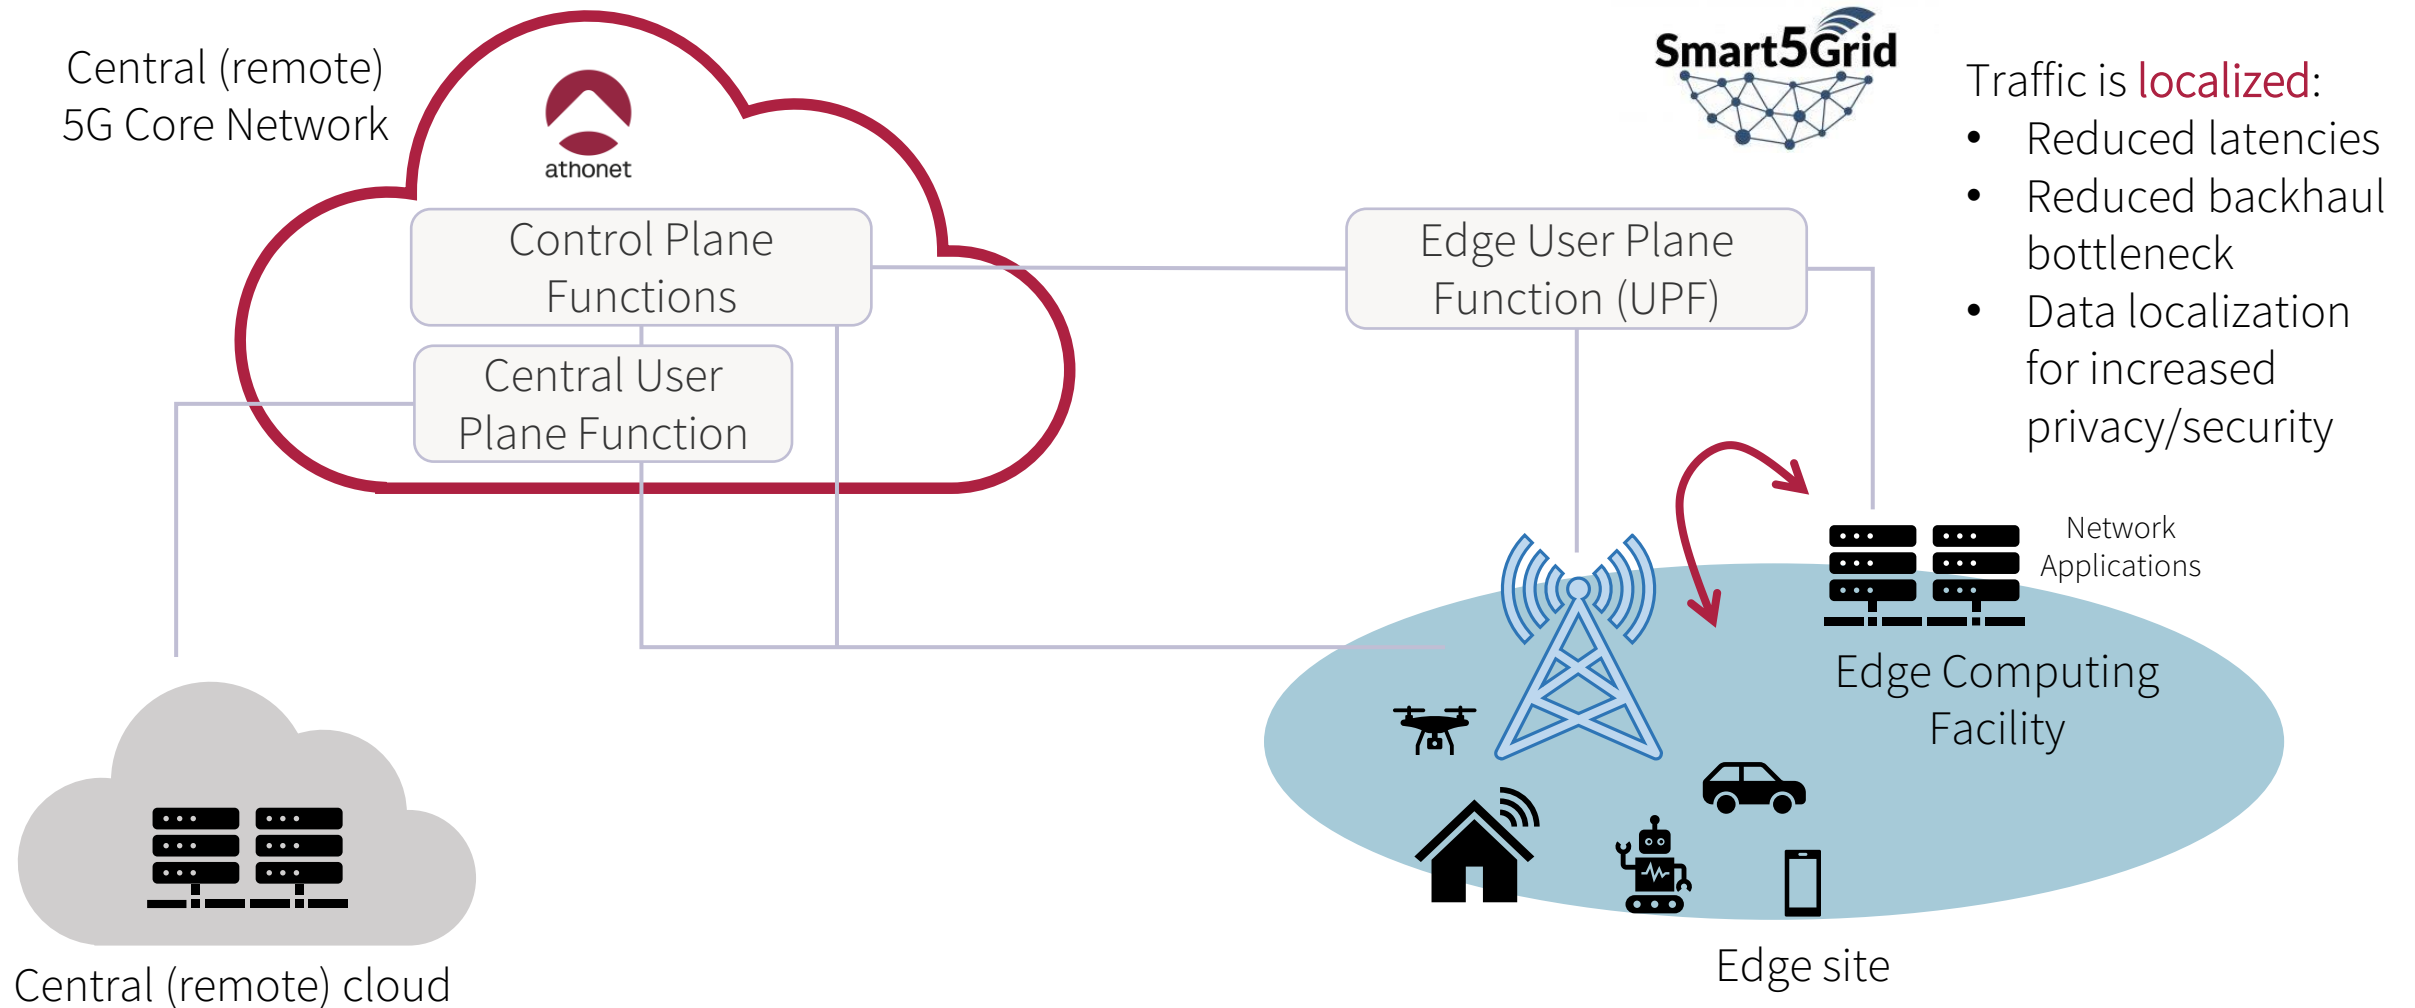 Central (remote)
5G Core Network
athonet
Control Plane
Functions
Central User
Plane Function
Central (remote) cloud
Smart5Grid
Edge User Plane
Function (UPF)
Traffic is localized:
• Reduced latencies
• Reduced backhaul
bottleneck
• Data localization
for increased
privacy/security
Network
Applications
Edge Computing
Facility
Edge site